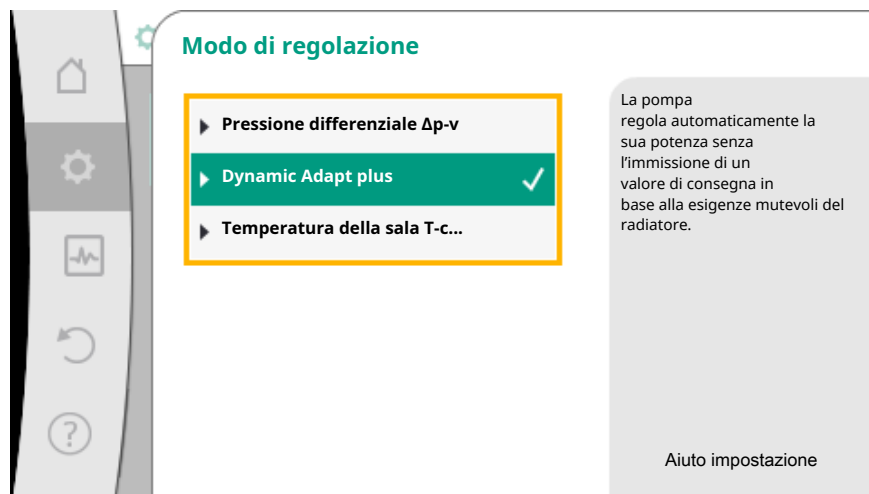 Modo di regolazione
Pressione differenziale Δp-v
Dynamic Adapt plus
Temperatura della sala T-c...
La pompa
regola automaticamente la
sua potenza senza
l'immissione di un
valore di consegna in
base alla esigenze mutevoli del
radiatore.
Aiuto impostazione